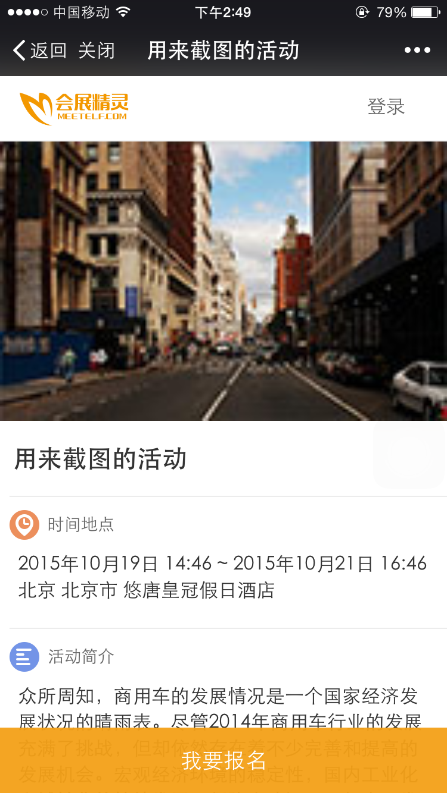 中国移动 下午2:49 79%
返回 关闭 用来截图的活动
会展精灵
MEETELF.COM
登录
用来截图的活动
时间地点
2015年10月19日 14:46 ~ 2015年10月21日 16:46
北京 北京市 悠唐皇冠假日酒店
活动简介
众所周知，商用车的发展情况是一个国家经济发
展状况的晴雨表。尽管2014年商用车行业的发展
充满了挑战，但却依然有不少完善和提高的
我要报名
发展机会。宏观经济的稳定性，国内工业化